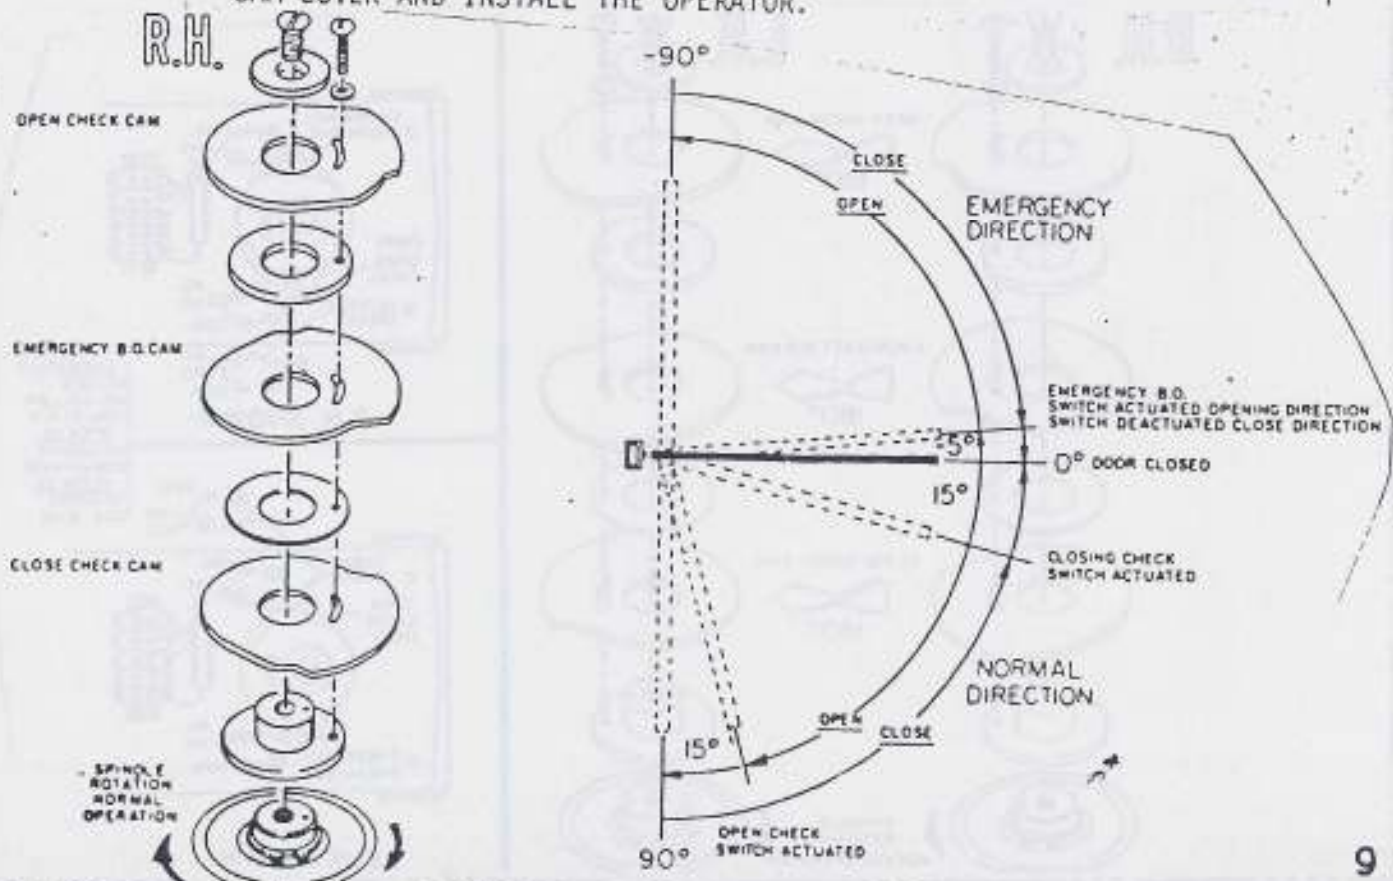 CAM COVER AND INSTALL THE OPERATOR.
R.H.
OPEN CHECK CAM
EMERGENCY B.O. CAM
CLOSE CHECK CAM
SPINDLE
ROTATION
NORMAL
OPERATION
-90°
CLOSE
OPEN
EMERGENCY
DIRECTION
EMERGENCY B.O.
SWITCH ACTUATED OPENING DIRECTION
SWITCH DEACTUATED CLOSE DIRECTION
5°
0° DOOR CLOSED
15°
CLOSING CHECK
SWITCH ACTUATED
NORMAL
DIRECTION
OPEN
CLOSE
15°
OPEN CHECK
SWITCH ACTUATED
90°
9